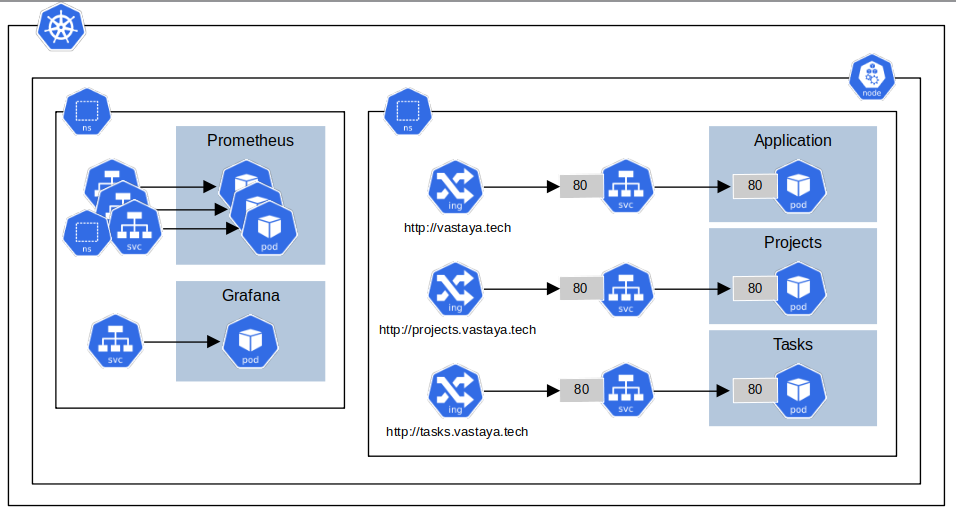 node
ns
ns
Prometheus
svc
pod
ns
Grafana
svc
pod
ing
http://vastaya.tech
80
svc
Application
80
pod
ing
http://projects.vastaya.tech
80
svc
Projects
80
pod
ing
http://tasks.vastaya.tech
80
svc
Tasks
80
pod